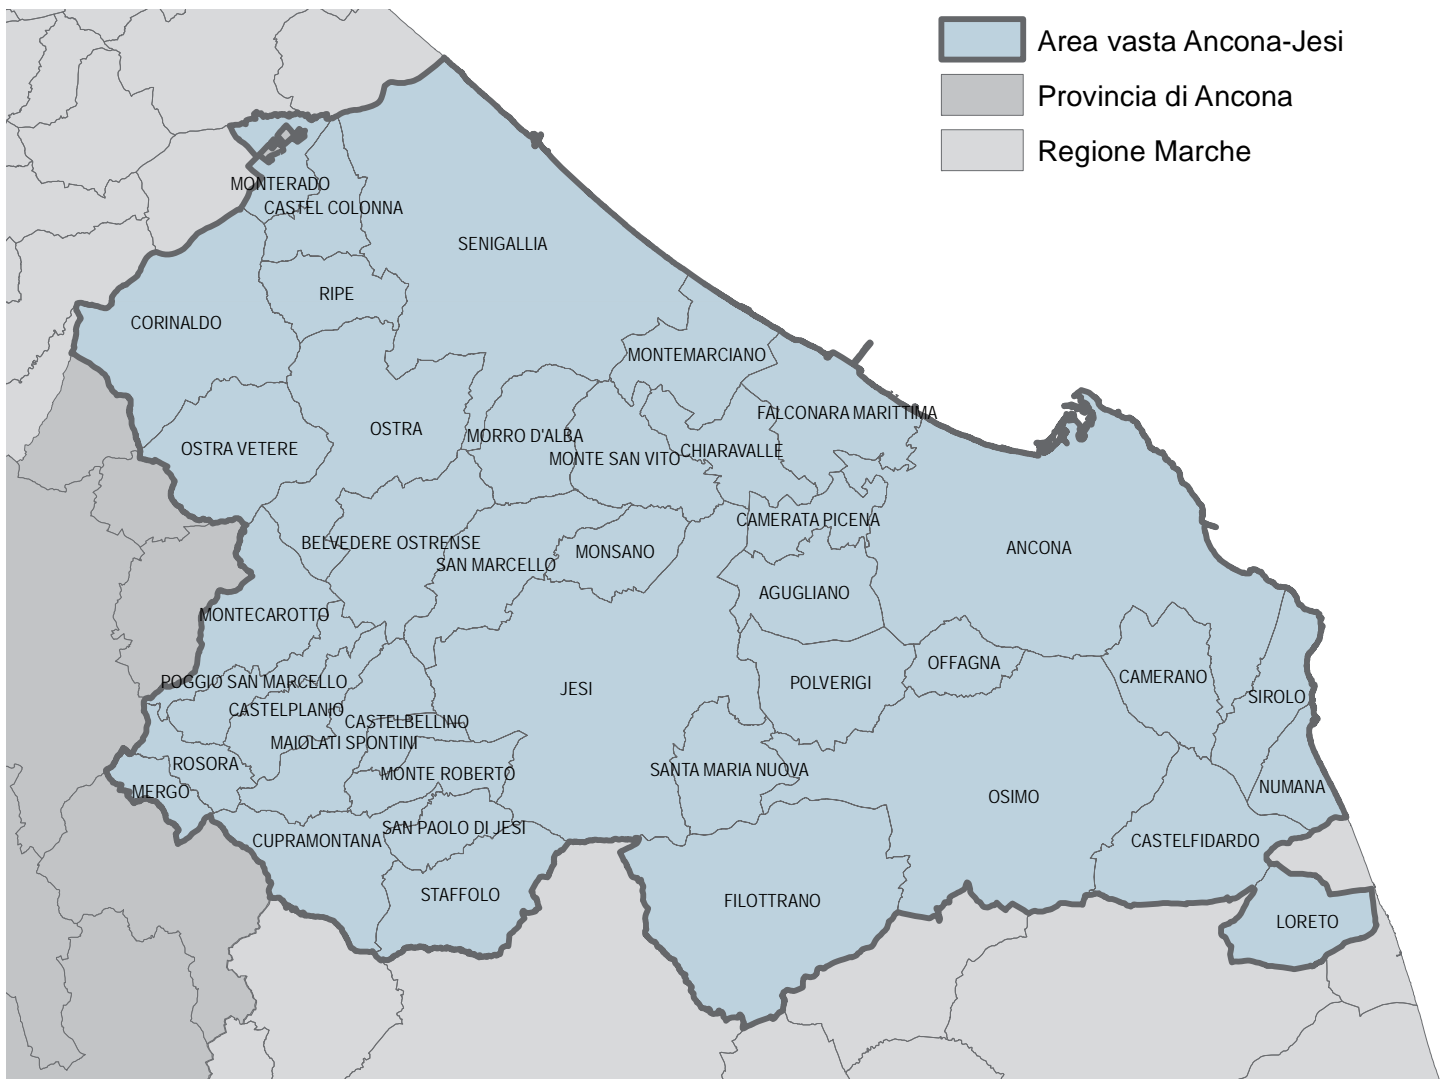 Area vasta Ancona-Jesi
Provincia di Ancona
Regione Marche
MONTERADO
CASTEL COLONNA
SENIGALLIA
RIPE
CORINALDO
MONTEMARCIANO
FALCONARA MARITTIMA
OSTRA
MORRO D'ALBA
OSTRA VETERE
MONTE SAN VITO
CHIARAVALLE
CAMERATA PICENA
BELVEDERE OSTRENSE
MONSANO
ANCONA
SAN MARCELLO
AGUGLIANO
MONTECAROTTO
OFFAGNA
CAMERANO
POGGIO SAN MARCELLO
JESI
POLVERIGI
SIROLO
CASTELPLANIO
CASTELBELLINO
MAIOLATI SPONTINI
ROSORA
MONTE ROBERTO
SANTA MARIA NUOVA
NUMANA
MERGO
OSIMO
SAN PAOLO DI JESI
CUPRAMONTANA
CASTELFIDARDO
STAFFOLO
FILOTTRANO
LORETO